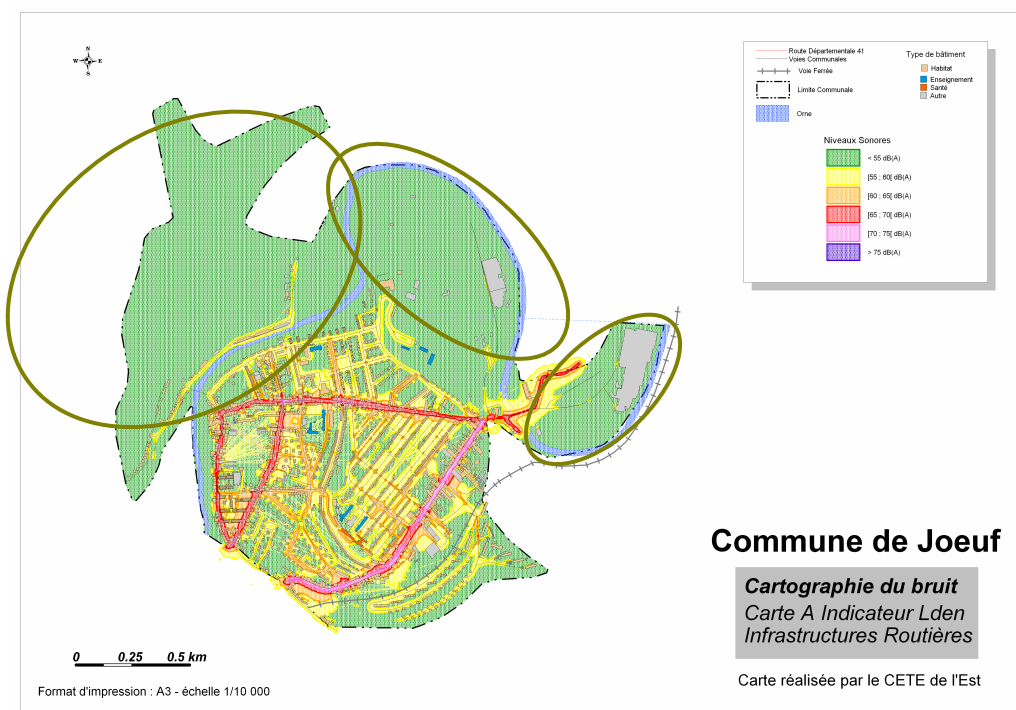 N
W E
S
Route Départementale 41
Voies Communales
Voie Ferrée
Limite Communale
Orne
Type de bâtiment
Habitat
Enseignement
Santé
Autre
Niveaux Sonores
< 55 dB(A)
[55 ; 60[ dB(A)
[60 ; 65[ dB(A)
[65 ; 70[ dB(A)
[70 ; 75[ dB(A)
> 75 dB(A)
Commune de Joeuf
Cartographie du bruit
Carte A Indicateur Lden
Infrastructures Routières
Carte réalisée par le CETE de l'Est
0 0.25 0.5 km
Format d'impression : A3 - échelle 1/10 000